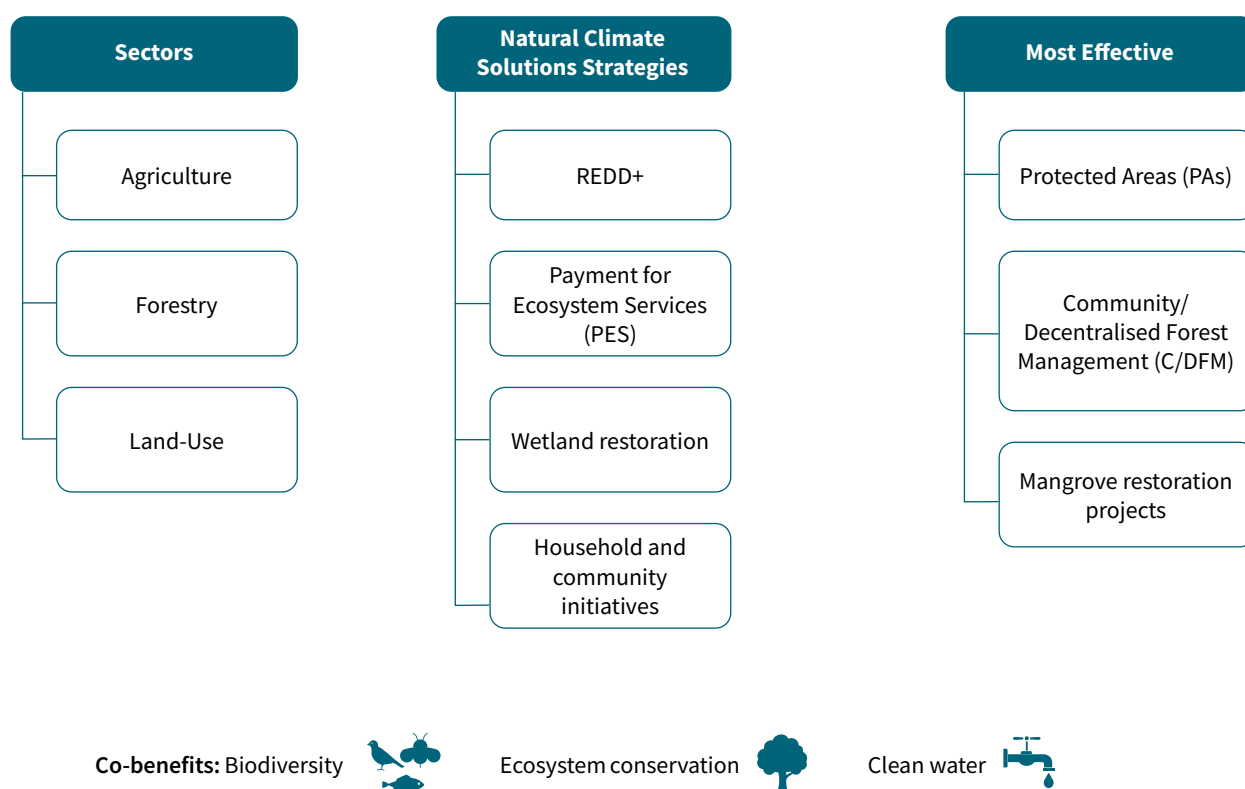 Sectors
Agriculture
Forestry
Land-Use
Natural Climate
Solutions Strategies
REDD+
Payment for
Ecosystem Services
(PES)
Wetland restoration
Household and
community
initiatives
Most Effective
Protected Areas (PAs)
Community/
Decentralised Forest
Management (C/DFM)
Mangrove restoration
projects
Co-benefits: Biodiversity
Ecosystem conservation
Clean water